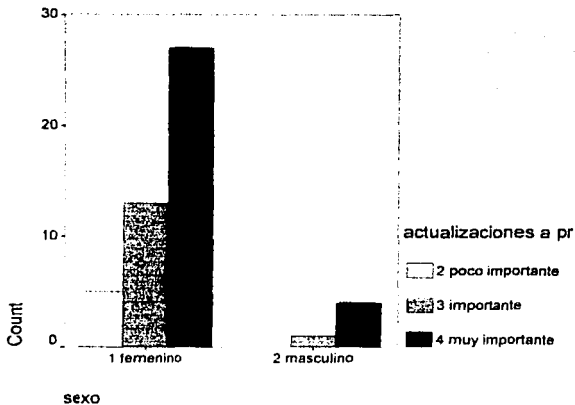 30
20
10
0
Count
1 femenino
2 masculino
sexo
actualizaciones a pr
2 poco importante
3 importante
4 muy importante